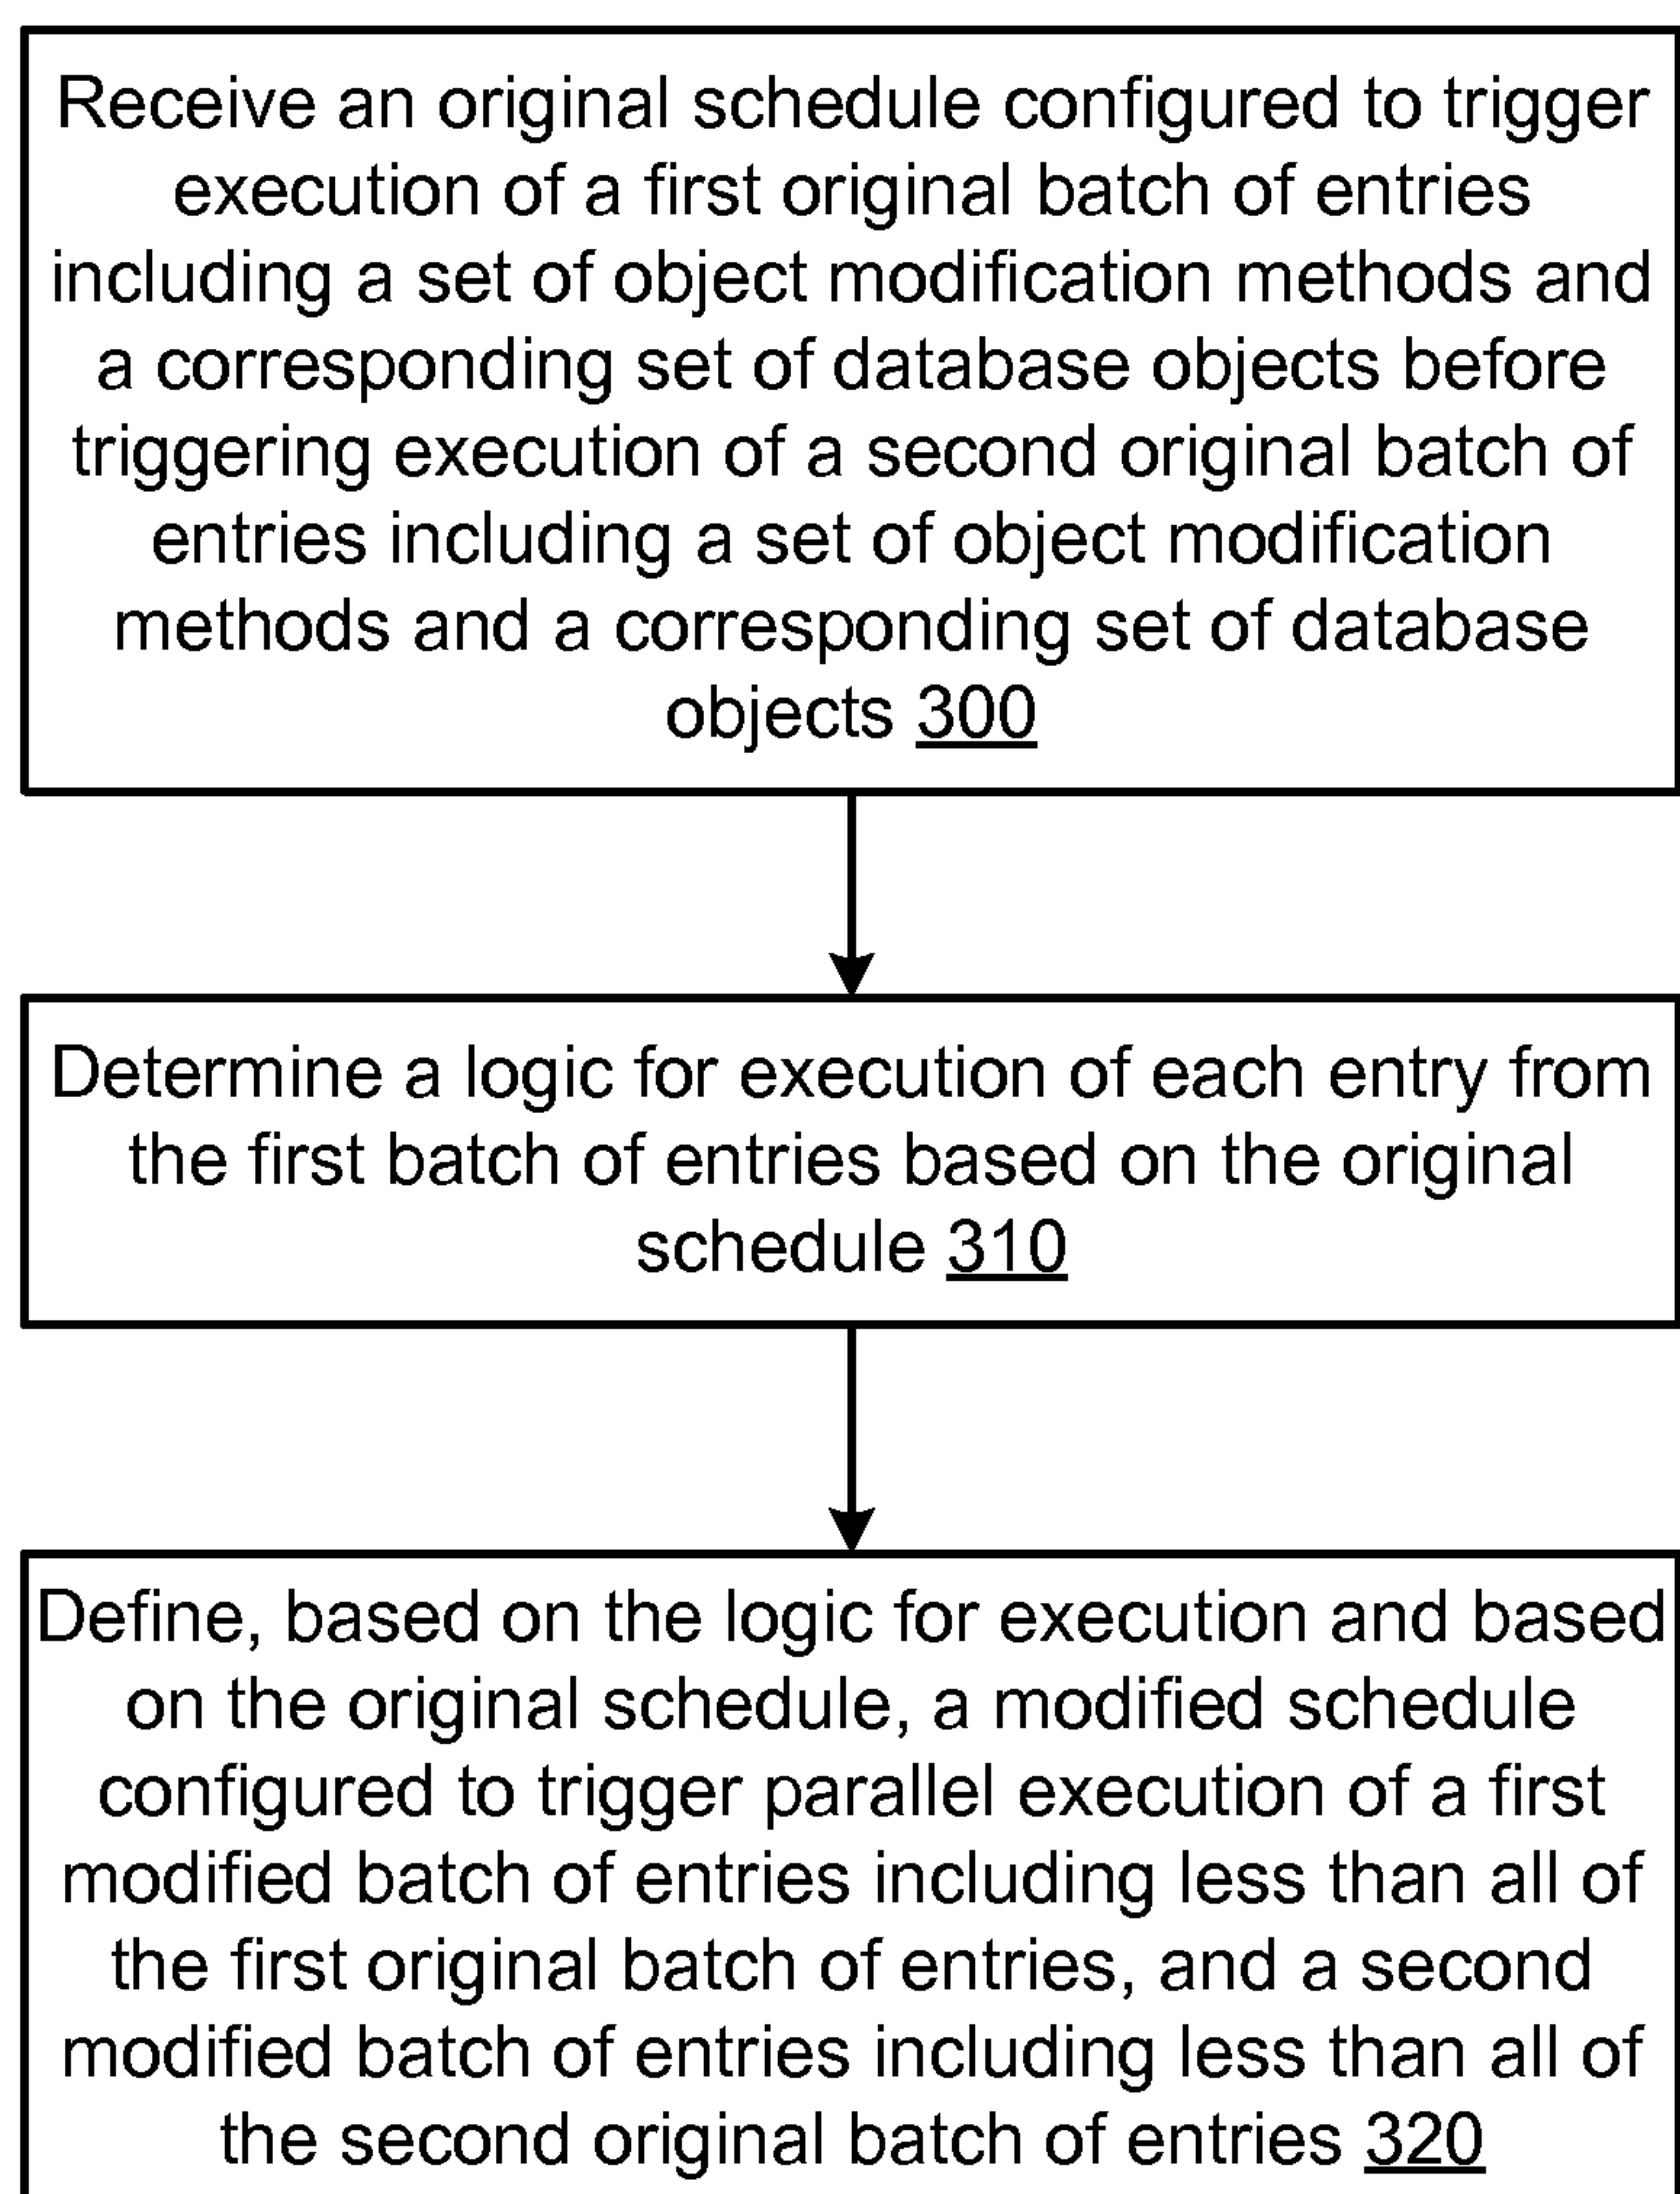 Receive an original schedule configured to trigger
execution of a first original batch of entries
including a set of object modification methods and
a corresponding set of database objects before
triggering execution of a second original batch of
entries including a set of object modification
methods and a corresponding set of database
objects 300
Determine a logic for execution of each entry from
the first batch of entries based on the original
schedule 310
Define, based on the logic for execution and based
on the original schedule, a modified schedule
configured to trigger parallel execution of a first
modified batch of entries including less than all of
the first original batch of entries, and a second
modified batch of entries including less than all of
the second original batch of entries 320